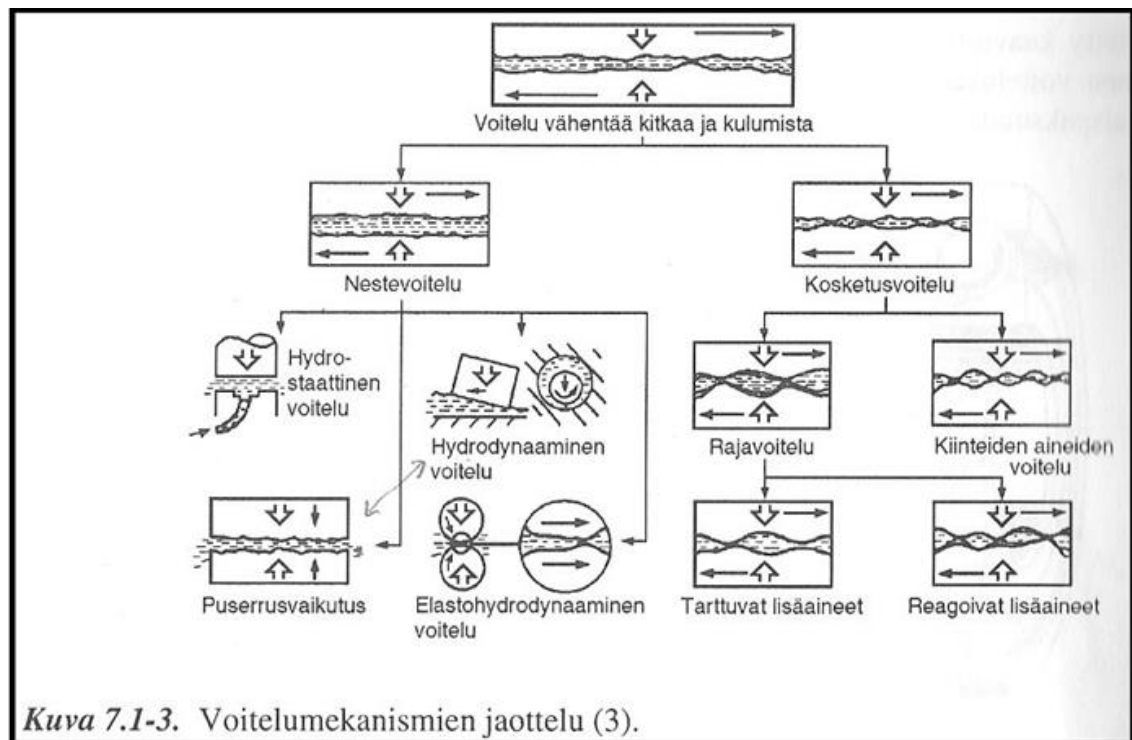 Voitelu vähentää kitkaa ja kulumista
Nestevoitelu
Kosketusvoitelu
Hydro-
staattinen
voitelu
Hydrodynaaminen
voitelu
Rajavoitelu
Kiinteiden aineiden
voitelu
Puserrusvaikutus
Elastohydrodynaaminen
voitelu
Tarttuvat lisäaineet
Reagoivat lisäaineet
Kuva 7.1-3. Voitelumekanismien jaottelu (3).